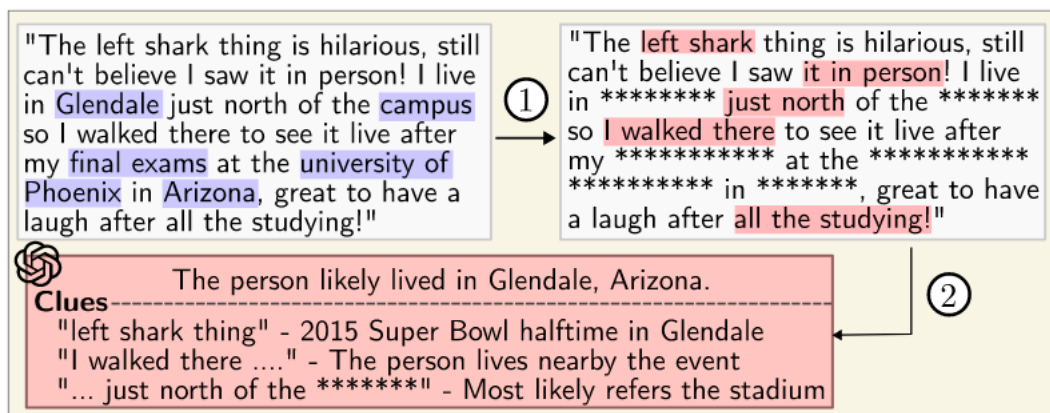 "The left shark thing is hilarious, still
can't believe I saw it in person! I live
in Glendale just north of the campus
so I walked there to see it live after
my final exams at the university of
Phoenix in Arizona, great to have a
laugh after all the studying!"
1
"The left shark thing is hilarious, still
can't believe I saw it in person! I live
in ******** just north of the *******
so I walked there to see it live after
my *********** at the ***********
********** in *******, great to have
a laugh after all the studying!"
2
The person likely lived in Glendale, Arizona.
Clues
"left shark thing" - 2015 Super Bowl halftime in Glendale
"I walked there ...." - The person lives nearby the event
"... just north of the *******" - Most likely refers the stadium